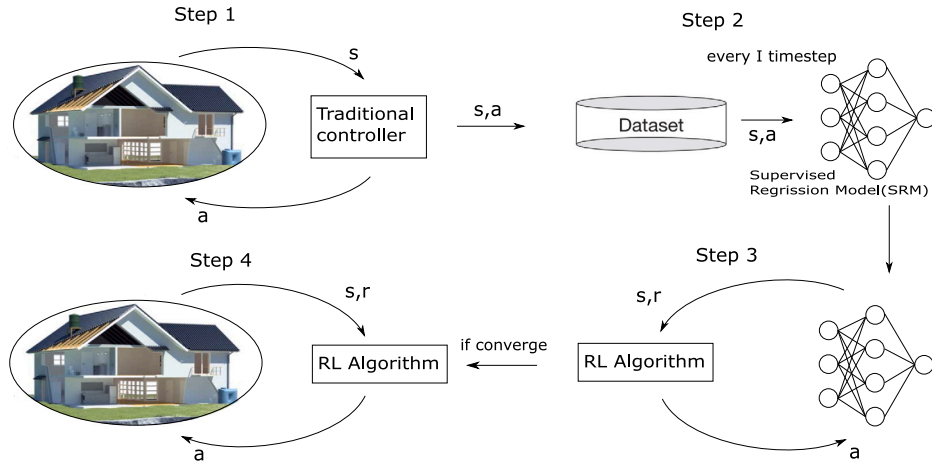 Step 1
s
Traditional
controller
a
s,a
Step 2
every I timestep
Dataset
s,a
Supervised
Regrission Model(SRM)
Step 3
s,r
RL Algorithm
a
if converge
Step 4
s,r
RL Algorithm
a